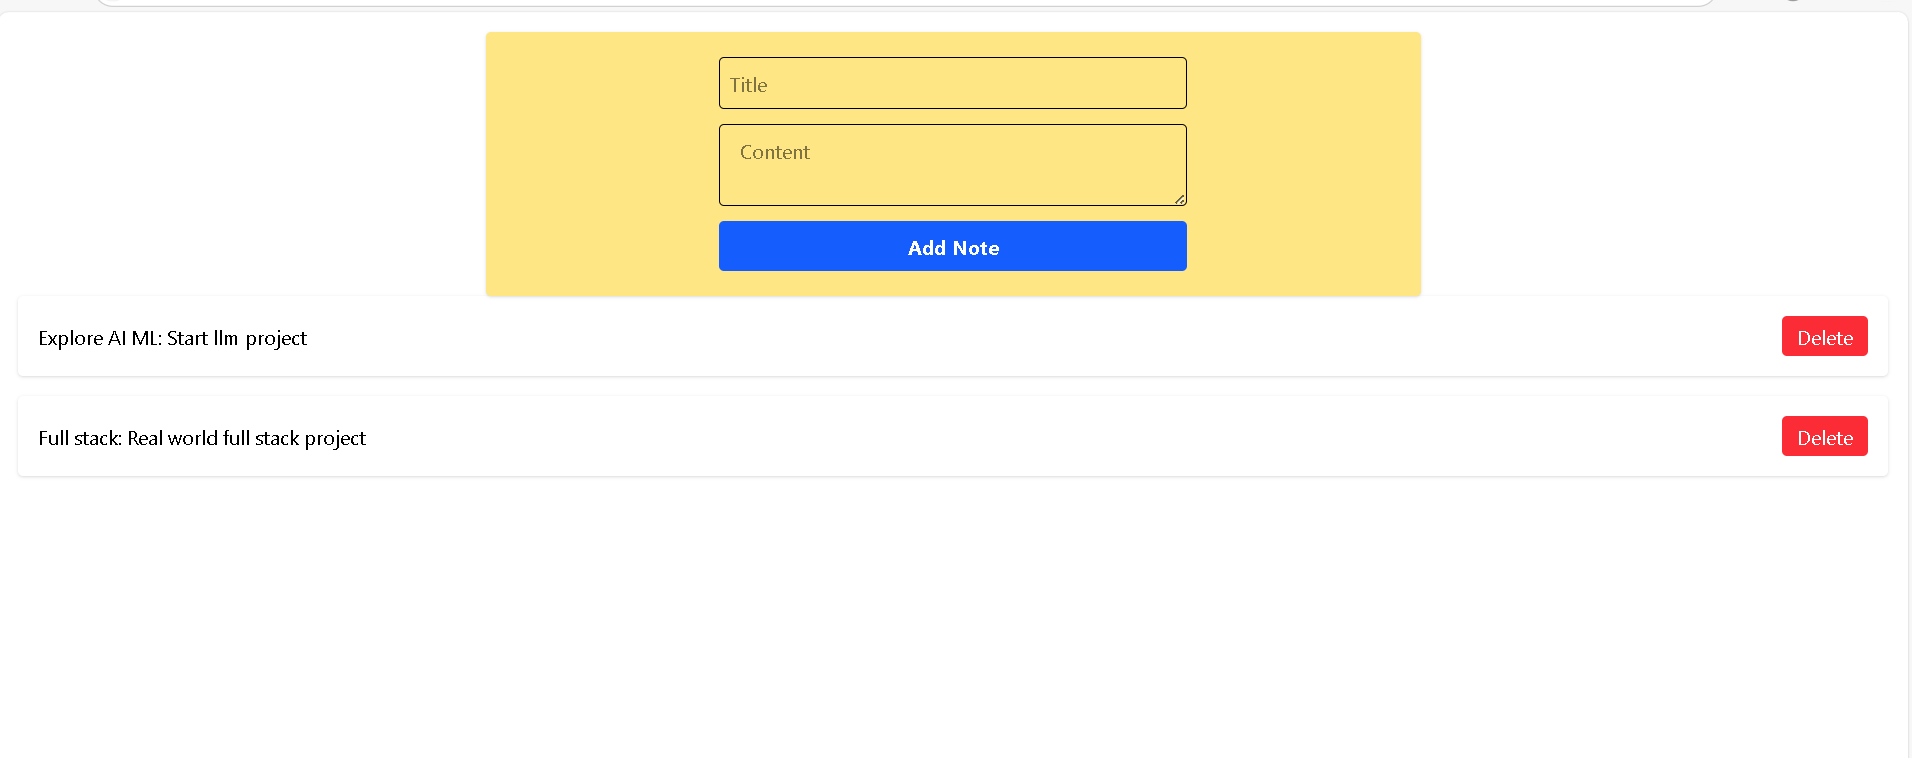 Title
Content
Add Note
Explore AI ML: Start llm project
Delete
Full stack: Real world full stack project
Delete